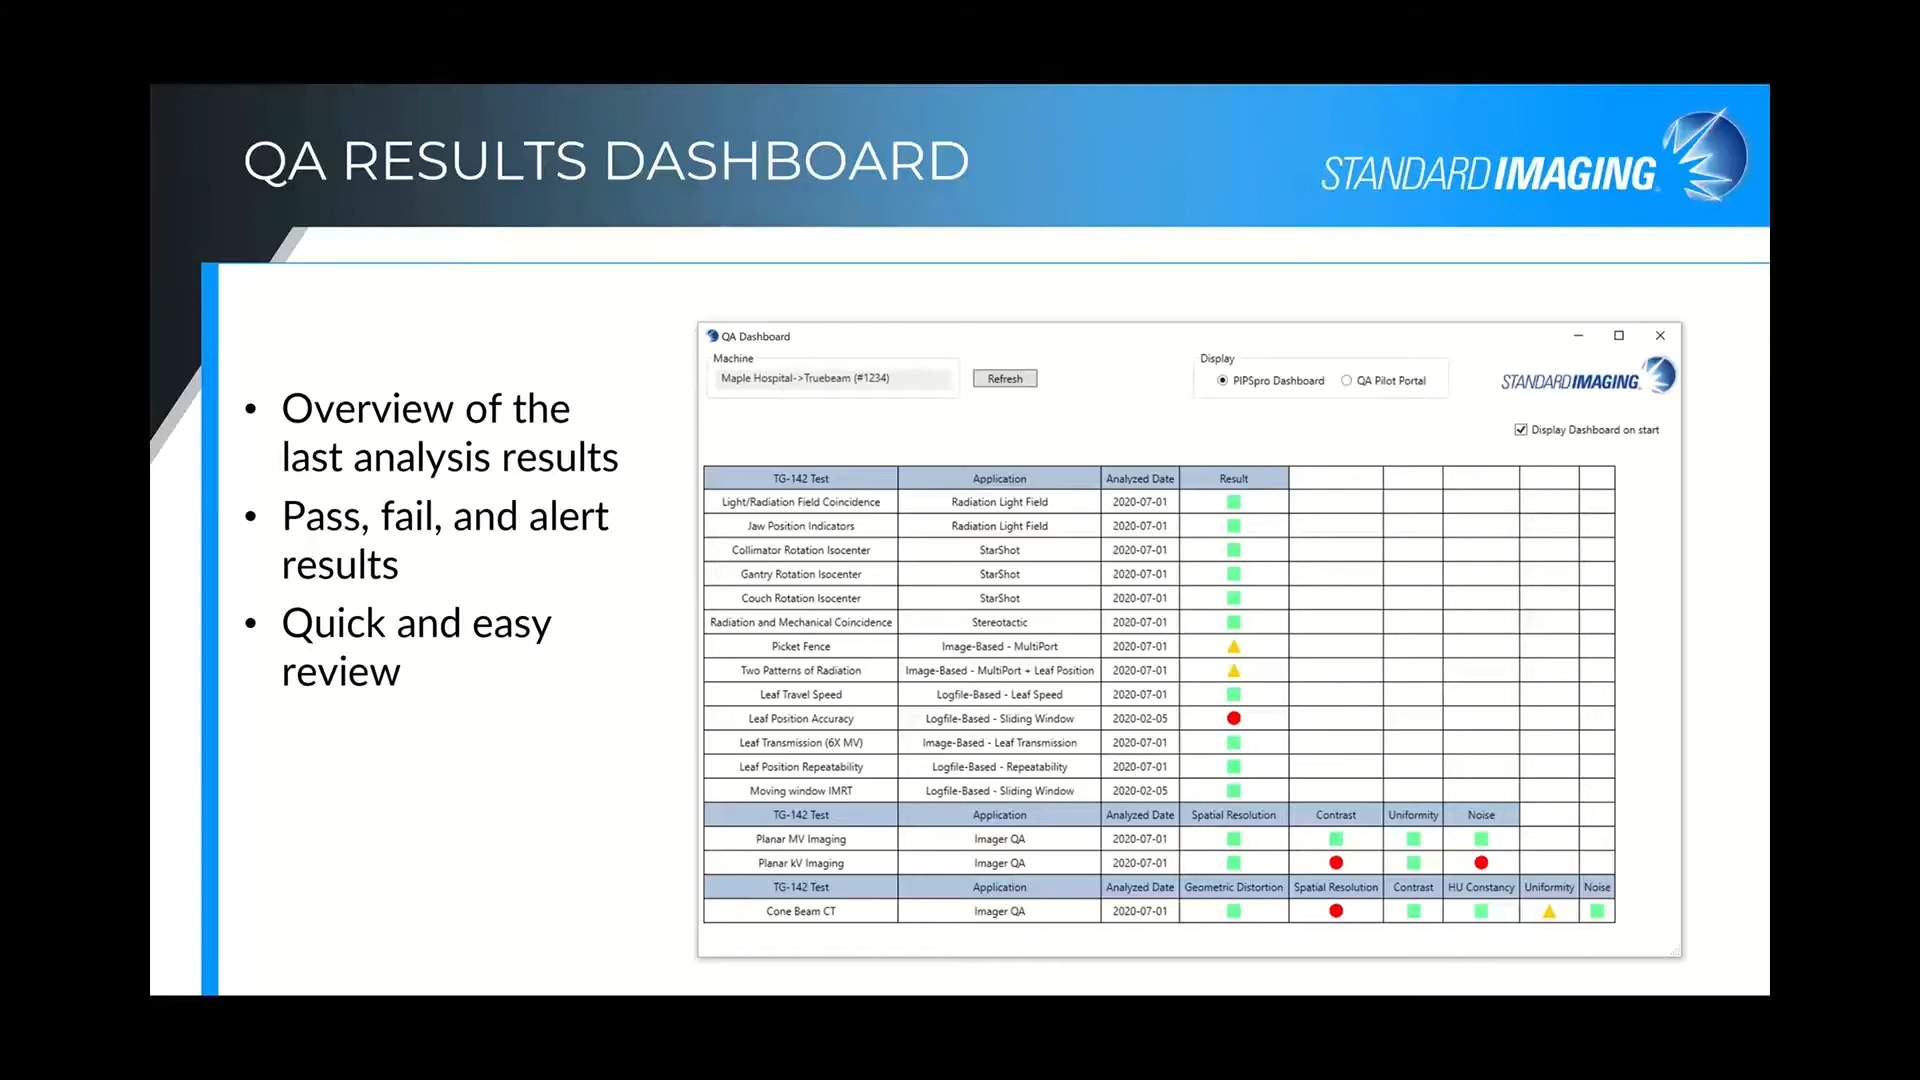 QA RESULTS DASHBOARD
STANDARD IMAGING
• Overview of the
last analysis results
• Pass, fail, and alert
results
• Quick and easy
review
QA Dashboard
Machine
Maple Hospital->Truebeam (#1234)
Refresh
Display
PIPSpro Dashboard QA Pilot Portal
STANDARD IMAGING
Display Dashboard on start
TG-142 Test Application Analyzed Date Result
Light/Radiation Field Coincidence Radiation Light Field 2020-07-01
Jaw Position Indicators Radiation Light Field 2020-07-01
Collimator Rotation Isocenter StarShot 2020-07-01
Gantry Rotation Isocenter StarShot 2020-07-01
Couch Rotation Isocenter StarShot 2020-07-01
Radiation and Mechanical Coincidence Stereotactic 2020-07-01
Picket Fence Image-Based - MultiPort 2020-07-01
Two Patterns of Radiation Image-Based - MultiPort + Leaf Position 2020-07-01
Leaf Travel Speed Logfile-Based - Leaf Speed 2020-07-01
Leaf Position Accuracy Logfile-Based - Sliding Window 2020-02-05
Leaf Transmission (6X MV) Image-Based - Leaf Transmission 2020-07-01
Leaf Position Repeatability Logfile-Based - Repeatability 2020-07-01
Moving window IMRT Logfile-Based - Sliding Window 2020-02-05
TG-142 Test Application Analyzed Date Spatial Resolution Contrast Uniformity Noise
Planar MV Imaging Imager QA 2020-07-01
Planar kV Imaging Imager QA 2020-07-01
TG-142 Test Application Analyzed Date Geometric Distortion Spatial Resolution Contrast HU Constancy Uniformity Noise
Cone Beam CT Imager QA 2020-07-01